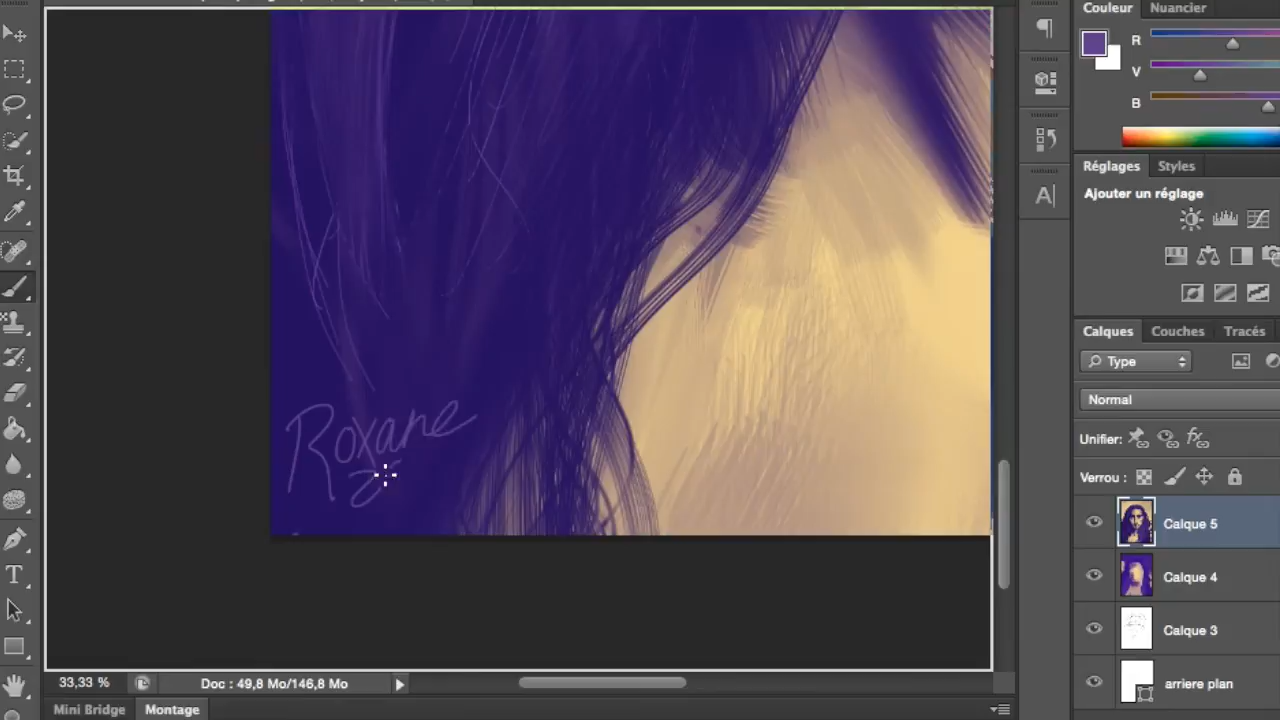 Couleur Nuancier
R
V
B
Réglages Styles
Ajouter un réglage
Calques Couches Tracés
Type
Normal
Unifier:
fx
Verrou :
Calque 5
Calque 4
Calque 3
arriere plan
Roxane
T
A
33,33 % Doc : 49,8 Mo/146,8 Mo
Mini Bridge Montage